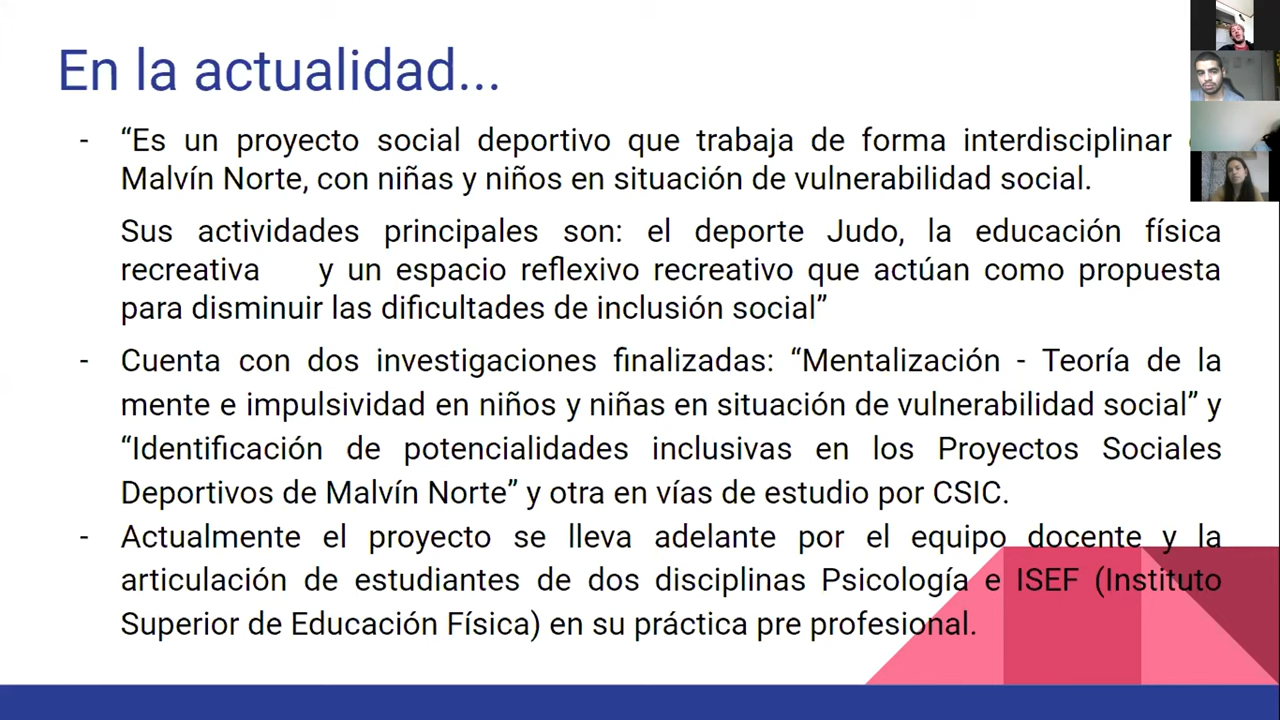 En la actualidad...
- “Es un proyecto social deportivo que trabaja de forma interdisciplinar
Malvín Norte, con niñas y niños en situación de vulnerabilidad social.
Sus actividades principales son: el deporte Judo, la educación física
recreativa y un espacio reflexivo recreativo que actúan como propuesta
para disminuir las dificultades de inclusión social”
- Cuenta con dos investigaciones finalizadas: “Mentalización - Teoría de la
mente e impulsividad en niños y niñas en situación de vulnerabilidad social” y
“Identificación de potencialidades inclusivas en los Proyectos Sociales
Deportivos de Malvín Norte” y otra en vías de estudio por CSIC.
- Actualmente el proyecto se lleva adelante por el equipo docente y la
articulación de estudiantes de dos disciplinas Psicología e ISEF (Instituto
Superior de Educación Física) en su práctica pre profesional.